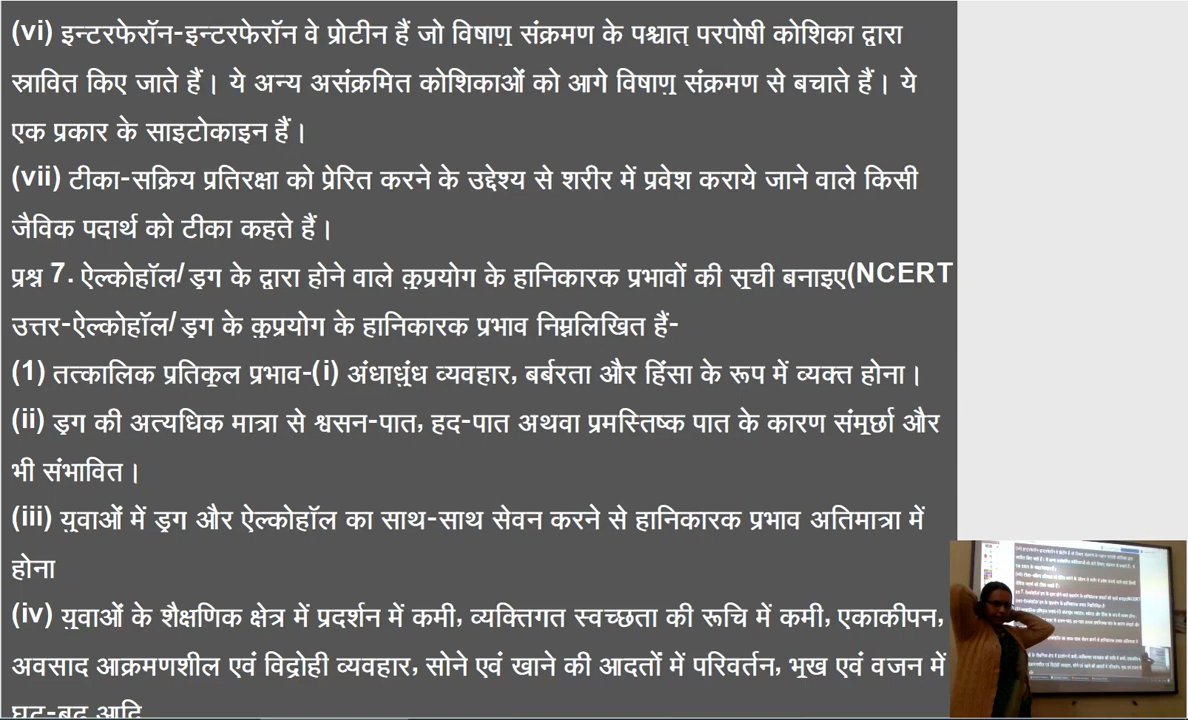 (vi) इन्टरफेरॉन-इन्टरफेरॉन वे प्रोटीन हैं जो विषाणु संक्रमण के पश्चात् परपोषी कोशिका द्वारा
स्रावित किए जाते हैं। ये अन्य असंक्रमित कोशिकाओं को आगे विषाणु संक्रमण से बचाते हैं। ये
एक प्रकार के साइटोकाइन हैं।
(vii) टीका-सक्रिय प्रतिरक्षा को प्रेरित करने के उद्देश्य से शरीर में प्रवेश कराये जाने वाले किसी
जैविक पदार्थ को टीका कहते हैं।
प्रश्न 7. ऐल्कोहॉल/ड्रग के द्वारा होने वाले कुप्रयोग के हानिकारक प्रभावों की सूची बनाइए(NCERT
उत्तर-ऐल्कोहॉल/ड्रग के कुप्रयोग के हानिकारक प्रभाव निम्नलिखित हैं-
(1) तत्कालिक प्रतिकूल प्रभाव-(i) अंधाधुंध व्यवहार, बर्बरता और हिंसा के रूप में व्यक्त होना।
(ii) ड्रग की अत्यधिक मात्रा से श्वसन-पात, हृद-पात अथवा प्रमस्तिष्क पात के कारण संमूर्छा और
भी संभावित।
(iii) युवाओं में ड्रग और ऐल्कोहॉल का साथ-साथ सेवन करने से हानिकारक प्रभाव अतिमात्रा में
होना
(iv) युवाओं के शैक्षणिक क्षेत्र में प्रदर्शन में कमी, व्यक्तिगत स्वच्छता की रूचि में कमी, एकाकीपन,
अवसाद आक्रमणशील एवं विद्रोही व्यवहार, सोने एवं खाने की आदतों में परिवर्तन, भूख एवं वजन में
घट-बढ़ आदि